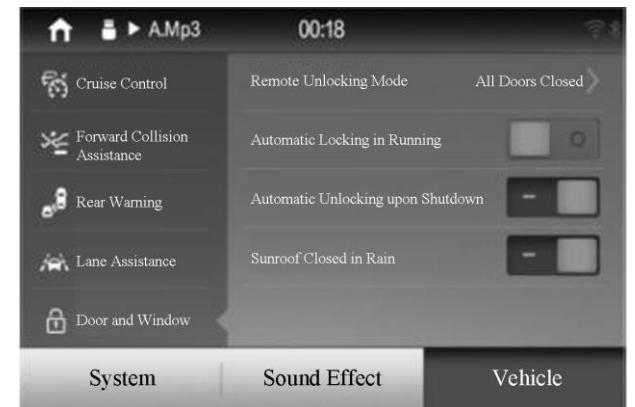 A.Mp3 00:18
Cruise Control
Remote Unlocking Mode All Doors Closed
Forward Collision
Assistance
Automatic Locking in Running
Rear Warning
Automatic Unlocking upon Shutdown
Lane Assistance
Sunroof Closed in Rain
Door and Window
System Sound Effect Vehicle